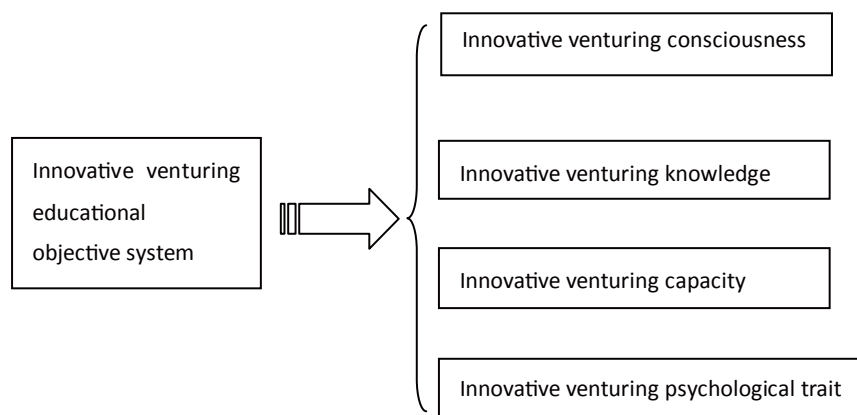 Innovative venturing consciousness
Innovative venturing
educational
objective system
Innovative venturing knowledge
Innovative venturing capacity
Innovative venturing psychological trait